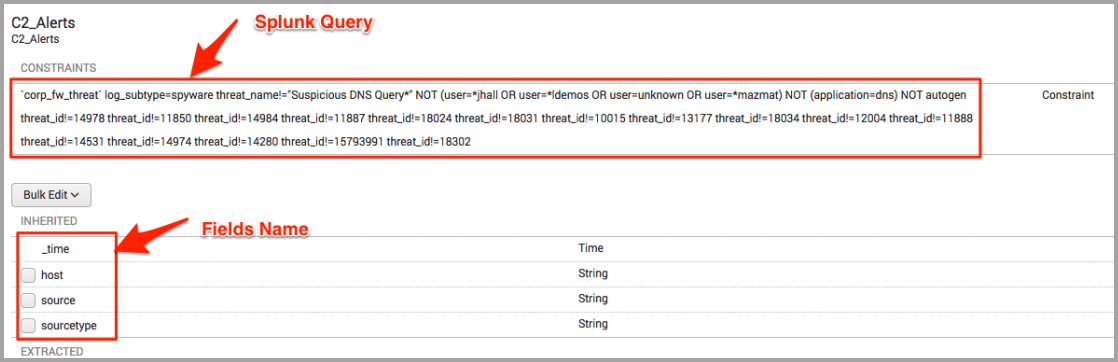 C2_Alerts
Splunk Query
C2_Alerts
CONSTRAINTS
`corp_fw_threat` log_subtype=spyware threat_name!="Suspicious DNS Query*" NOT (user=*jhall OR user=*ldemos OR user=unknown OR user=*mazmat) NOT (application=dns) NOT autogen
Constraint
threat_id!=14978 threat_id!=11850 threat_id!=14984 threat_id!=11887 threat_id!=18024 threat_id!=18031 threat_id!=10015 threat_id!=13177 threat_id!=18034 threat_id!=12004 threat_id!=11888
threat_id!=14531 threat_id!=14974 threat_id!=14280 threat_id!=15793991 threat_id!=18302
Bulk Edit
INHERITED
Fields Name
_time Time
host String
source String
sourcetype String
EXTRACTED